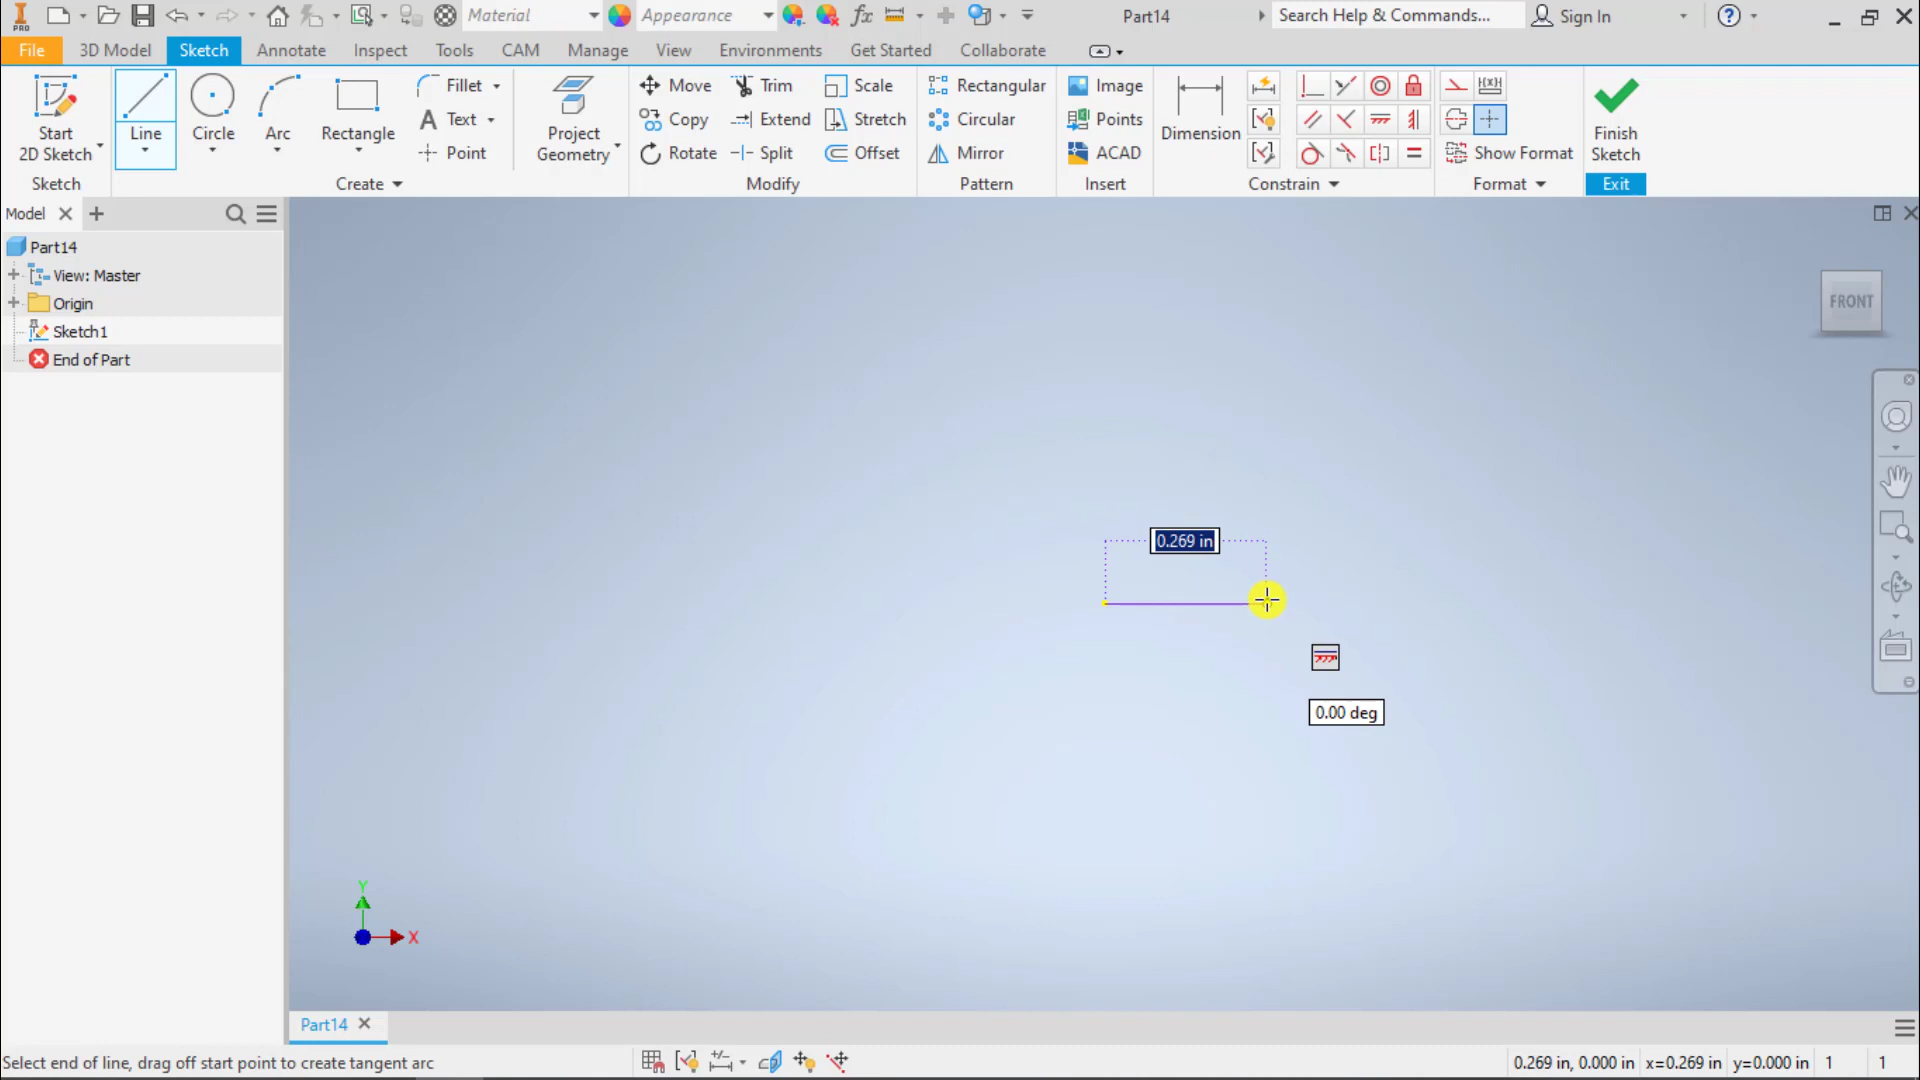 PRO
Material
Appearance
fx
Part14
Search Help & Commands...
Sign In
File
3D Model
Sketch
Annotate
Inspect
Tools
CAM
Manage
View
Environments
Get Started
Collaborate
Start
2D Sketch
Line
Circle
Arc
Rectangle
Fillet
Text
Point
Project
Geometry
Move
Copy
Rotate
Trim
Extend
Split
Scale
Stretch
Offset
Rectangular
Circular
Mirror
Image
Points
ACAD
Dimension
Show Format
Finish
Sketch
Sketch
Create
Modify
Pattern
Insert
Constrain
Format
Exit
Model
Part14
View: Master
Origin
Sketch1
End of Part
FRONT
0.269 in
0.00 deg
Y
X
Part14
Select end of line, drag off start point to create tangent arc
0.269 in, 0.000 in
x=0.269 in
y=0.000 in
1
1